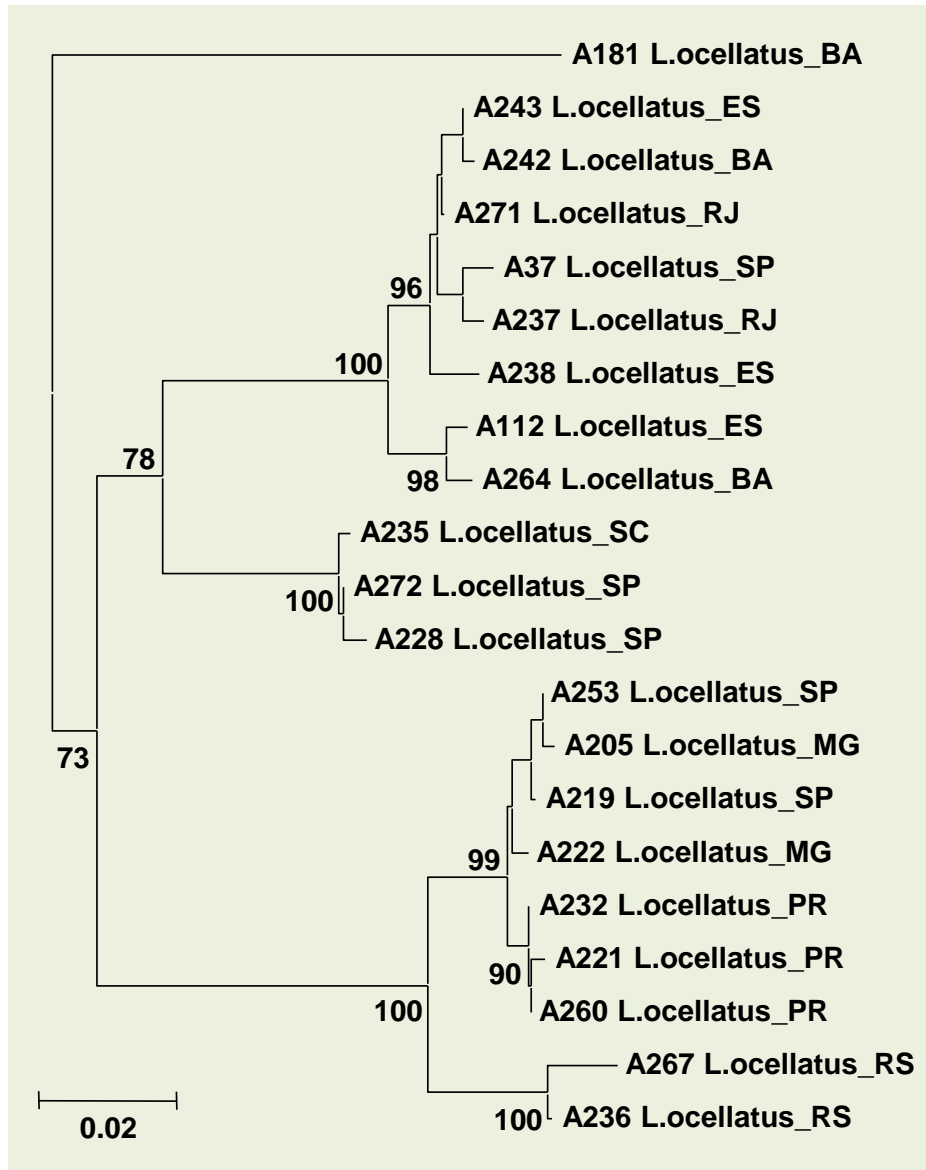 A181 L.ocellatus_BA
A243 L.ocellatus_ES
A242 L.ocellatus_BA
A271 L.ocellatus_RJ
A37 L.ocellatus_SP
96
A237 L.ocellatus_RJ
100
A238 L.ocellatus_ES
A112 L.ocellatus_ES
78
98
A264 L.ocellatus_BA
A235 L.ocellatus_SC
A272 L.ocellatus_SP
100
A228 L.ocellatus_SP
A253 L.ocellatus_SP
A205 L.ocellatus_MG
73
A219 L.ocellatus_SP
A222 L.ocellatus_MG
99
A232 L.ocellatus_PR
A221 L.ocellatus_PR
90
A260 L.ocellatus_PR
100
A267 L.ocellatus_RS
A236 L.ocellatus_RS
100
0.02